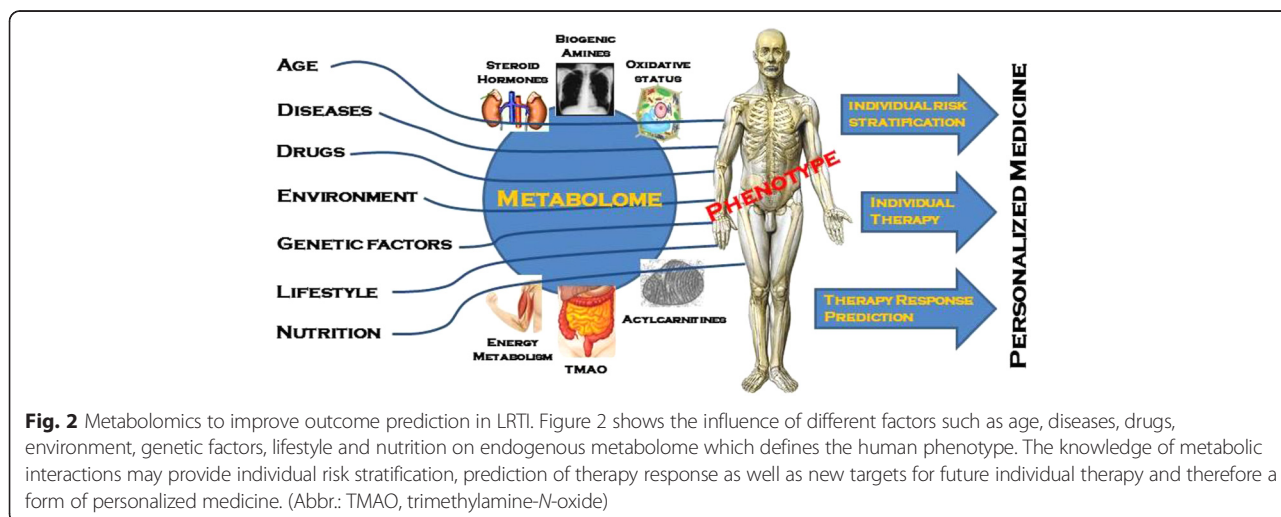 AGE
DISEASES
DRUGS
ENVIRONMENT
GENETIC FACTORS
LIFESTYLE
NUTRITION
STEROID
HORMONES
BIOGENIC
AMINES
OXIDATIVE
STATUS
METABOLOME
ENERGY
METABOLISM
TMAO
ACYLCARNITINES
PHENOTYPE
INDIVIDUAL RISK
STRATIFICATION
INDIVIDUAL
THERAPY
THERAPY RESPONSE
PREDICTION
PERSONALIZED MEDICINE
Fig. 2 Metabolomics to improve outcome prediction in LRTI. Figure 2 shows the influence of different factors such as age, diseases, drugs,
environment, genetic factors, lifestyle and nutrition on endogenous metabolome which defines the human phenotype. The knowledge of metabolic
interactions may provide individual risk stratification, prediction of therapy response as well as new targets for future individual therapy and therefore a
form of personalized medicine. (Abbr.: TMAO, trimethylamine-N-oxide)